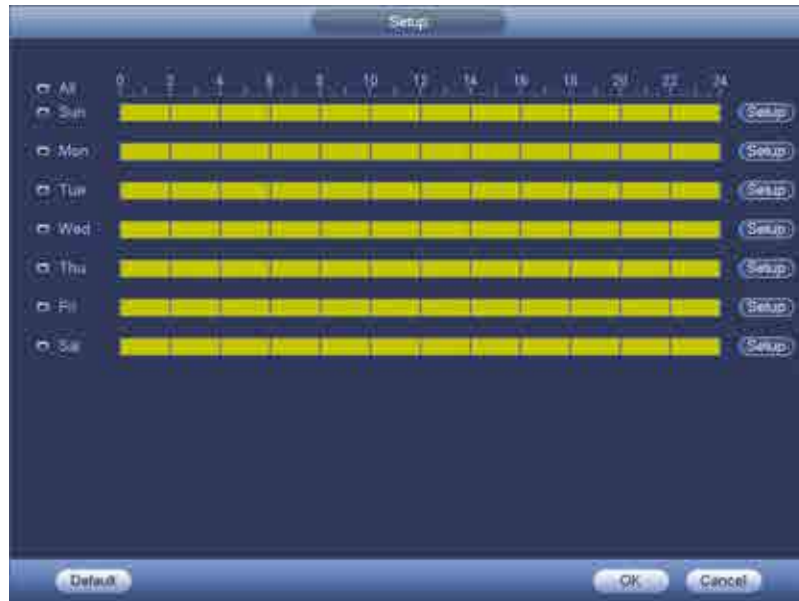 Setup
All 0 2 4 6 8 10 12 14 16 18 20 22 24
Sun Setup
Mon Setup
Tue Setup
Wed Setup
Thu Setup
Fri Setup
Sat Setup
Default OK Cancel